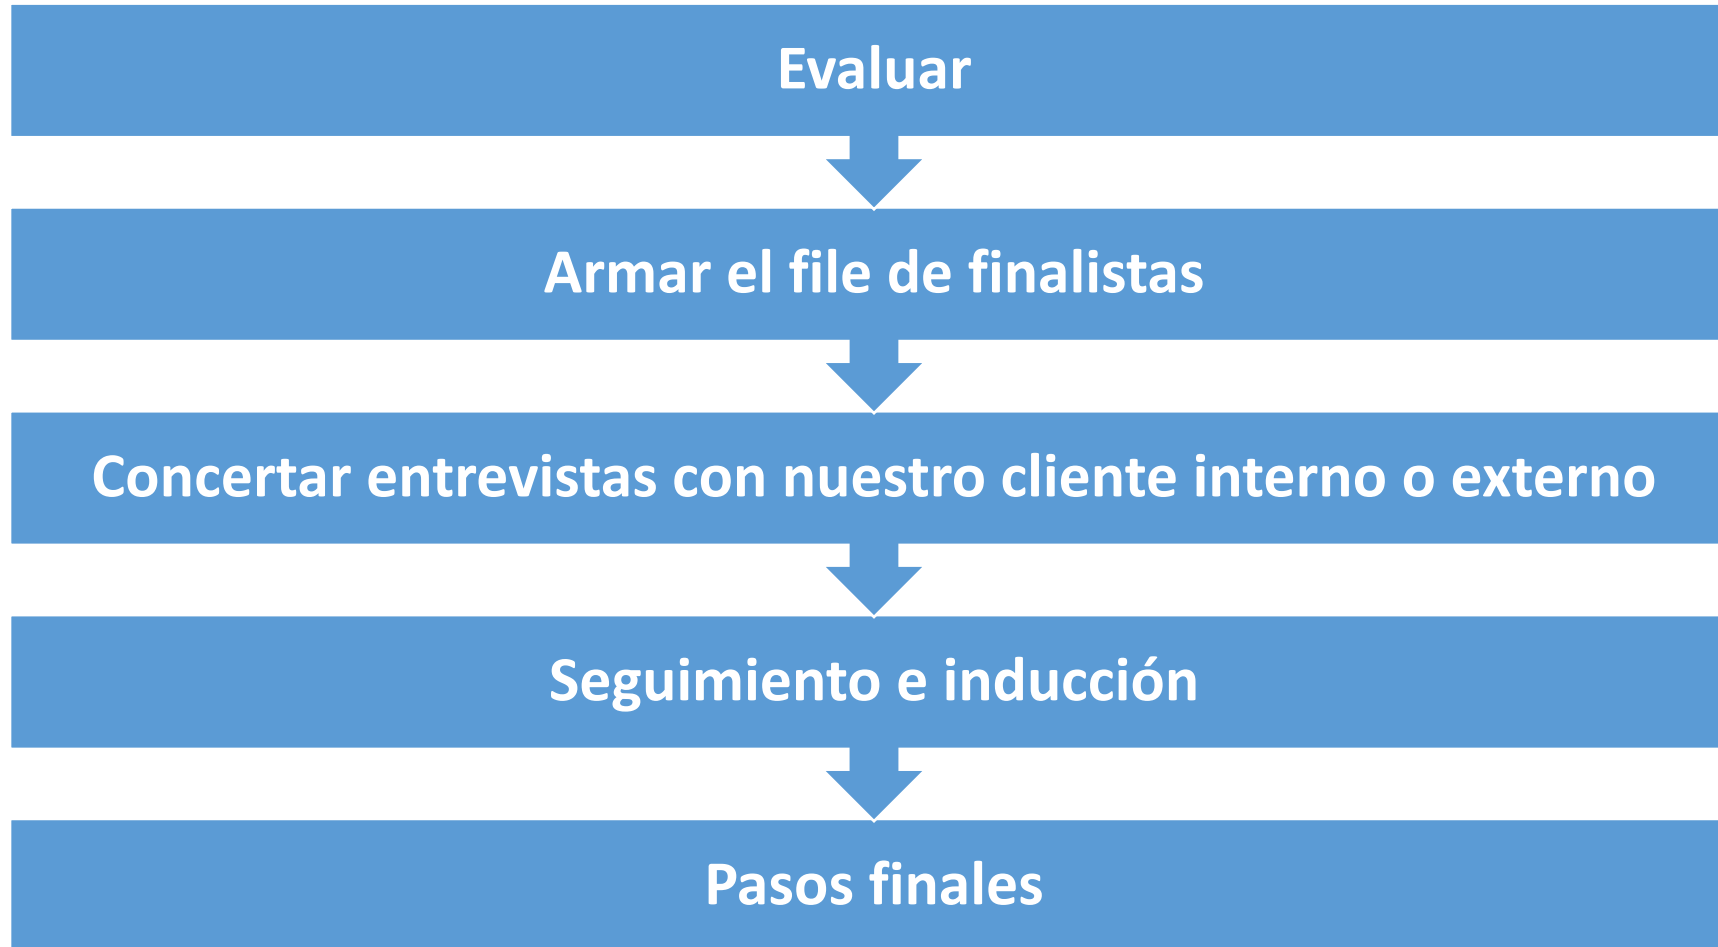 Evaluar
Armar el file de finalistas
Concertar entrevistas con nuestro cliente interno o externo
Seguimiento e inducción
Pasos finales